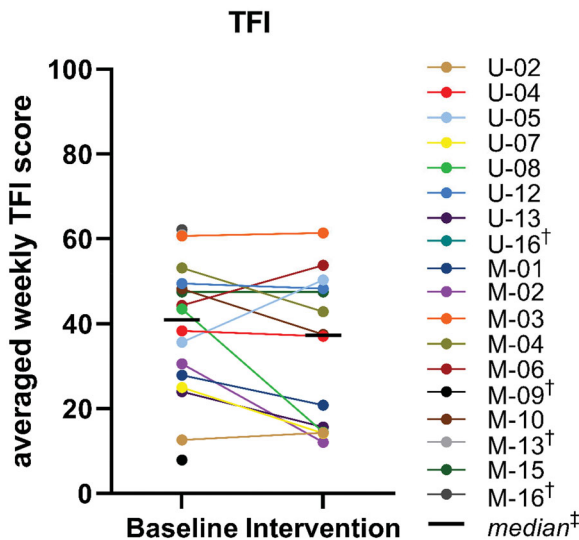 TFI
averaged weekly TFI score
100
80
60
40
20
0
Baseline Intervention
U-02
U-04
U-05
U-07
U-08
U-12
U-13
U-16†
M-01
M-02
M-03
M-04
M-06
M-09†
M-10
M-13†
M-15
M-16†
median‡